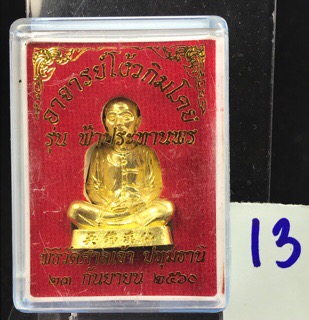 อาจารย์โง้วกิมโคย
รุ่น ฟ้าประทานพร
ปทุมธานี
๒๓ กันยายน ๒๕๖๐
13